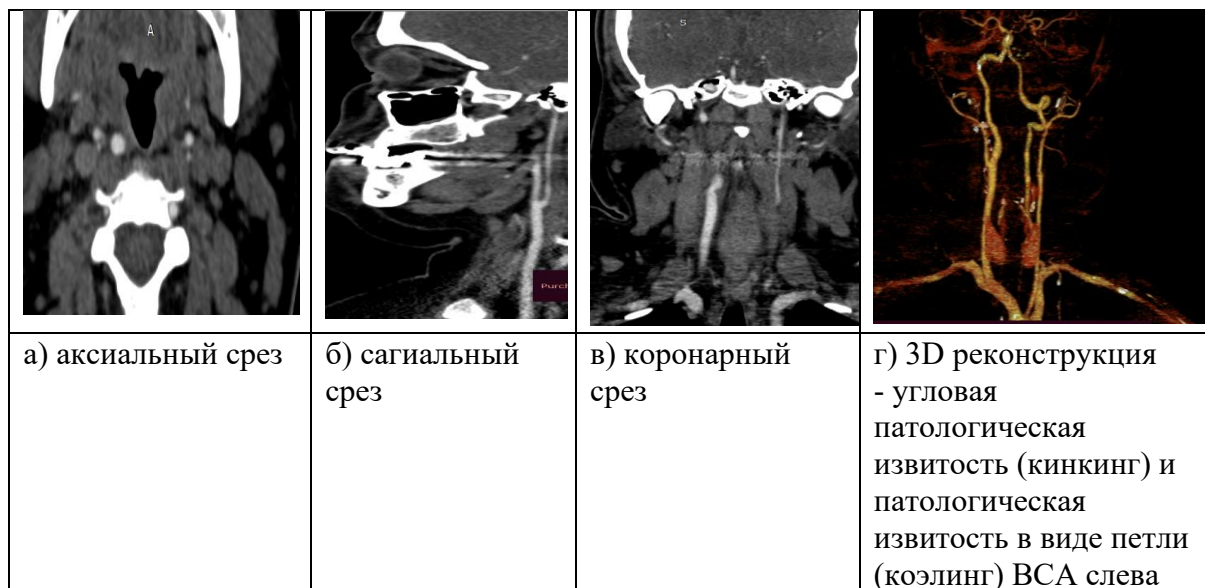 A
Purch
5
а) аксиальный срез
б) сагиальный
срез
в) коронарный
срез
г) 3D реконструкция
- угловая
патологическая
извитость (кинкинг) и
патологическая
извитость в виде петли
(коэлинг) ВСА слева